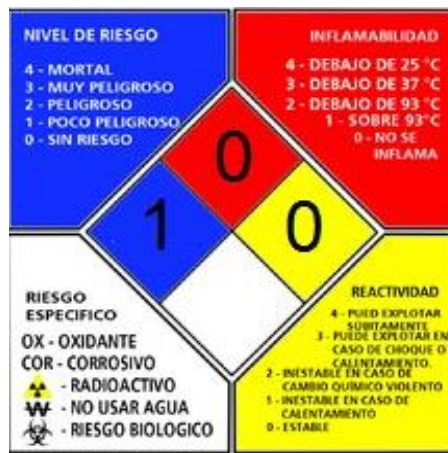 NIVEL DE RIESGO
4 - MORTAL
3 - MUY PELIGROSO
2 - PELIGROSO
1 - POCO PELIGROSO
0 - SIN RIESGO
INFLAMABILIDAD
4 - DEBAJO DE 25 °C
3 - DEBAJO DE 37 °C
2 - DEBAJO DE 93 °C
1 - SOBRE 93°C
0 - NO SE
INFLAMA
0
1
0
RIESGO
ESPECIFICO
OX - OXIDANTE
COR - CORROSIVO
- RADIOACTIVO
W - NO USAR AGUA
- RIESGO BIOLOGICO
REACTIVIDAD
4 - PUED EXPLOTAR
SÚBITAMENTE
3 - PUEDE EXPLOTAR EN
CASO DE CHOQUE O
CALENTAMIENTO.
2 - INESTABLE EN CASO DE
CAMBIO QUÍMICO VIOLENTO
1 - INESTABLE EN CASO DE
CALENTAMIENTO
0 - ESTABLE